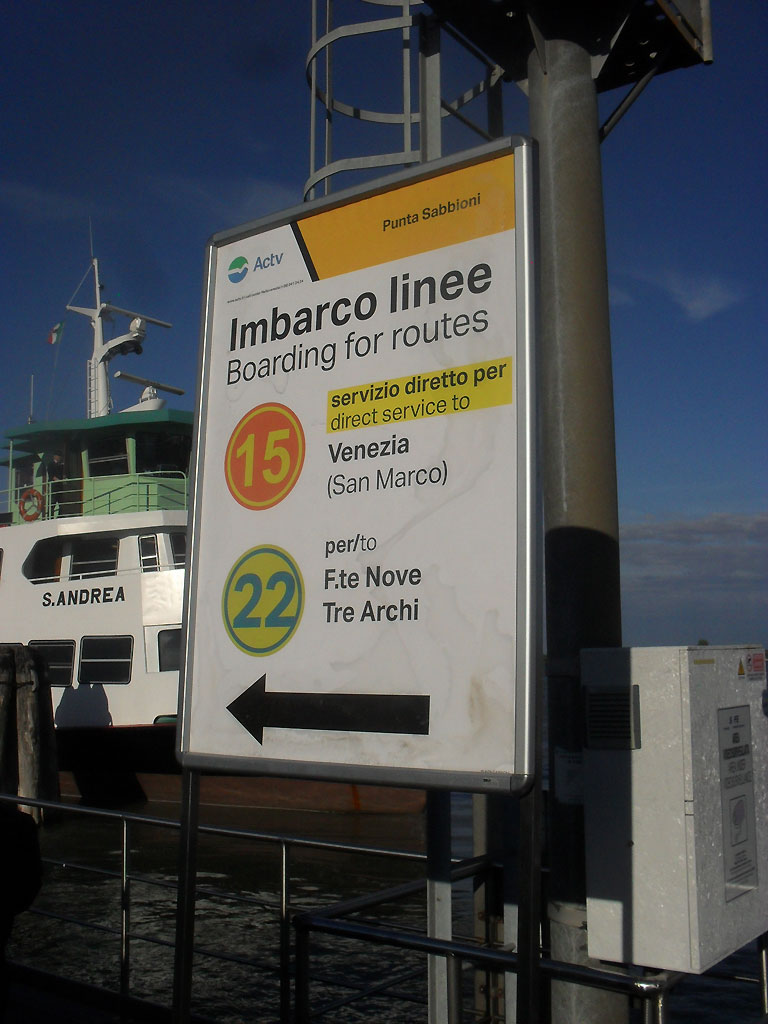 Punta Sabbioni
Actv
Imbarco linee
Boarding for routes
15
servizio diretto per
direct service to
Venezia
(San Marco)
22
per/to
F.te Nove
Tre Archi
S. ANDREA